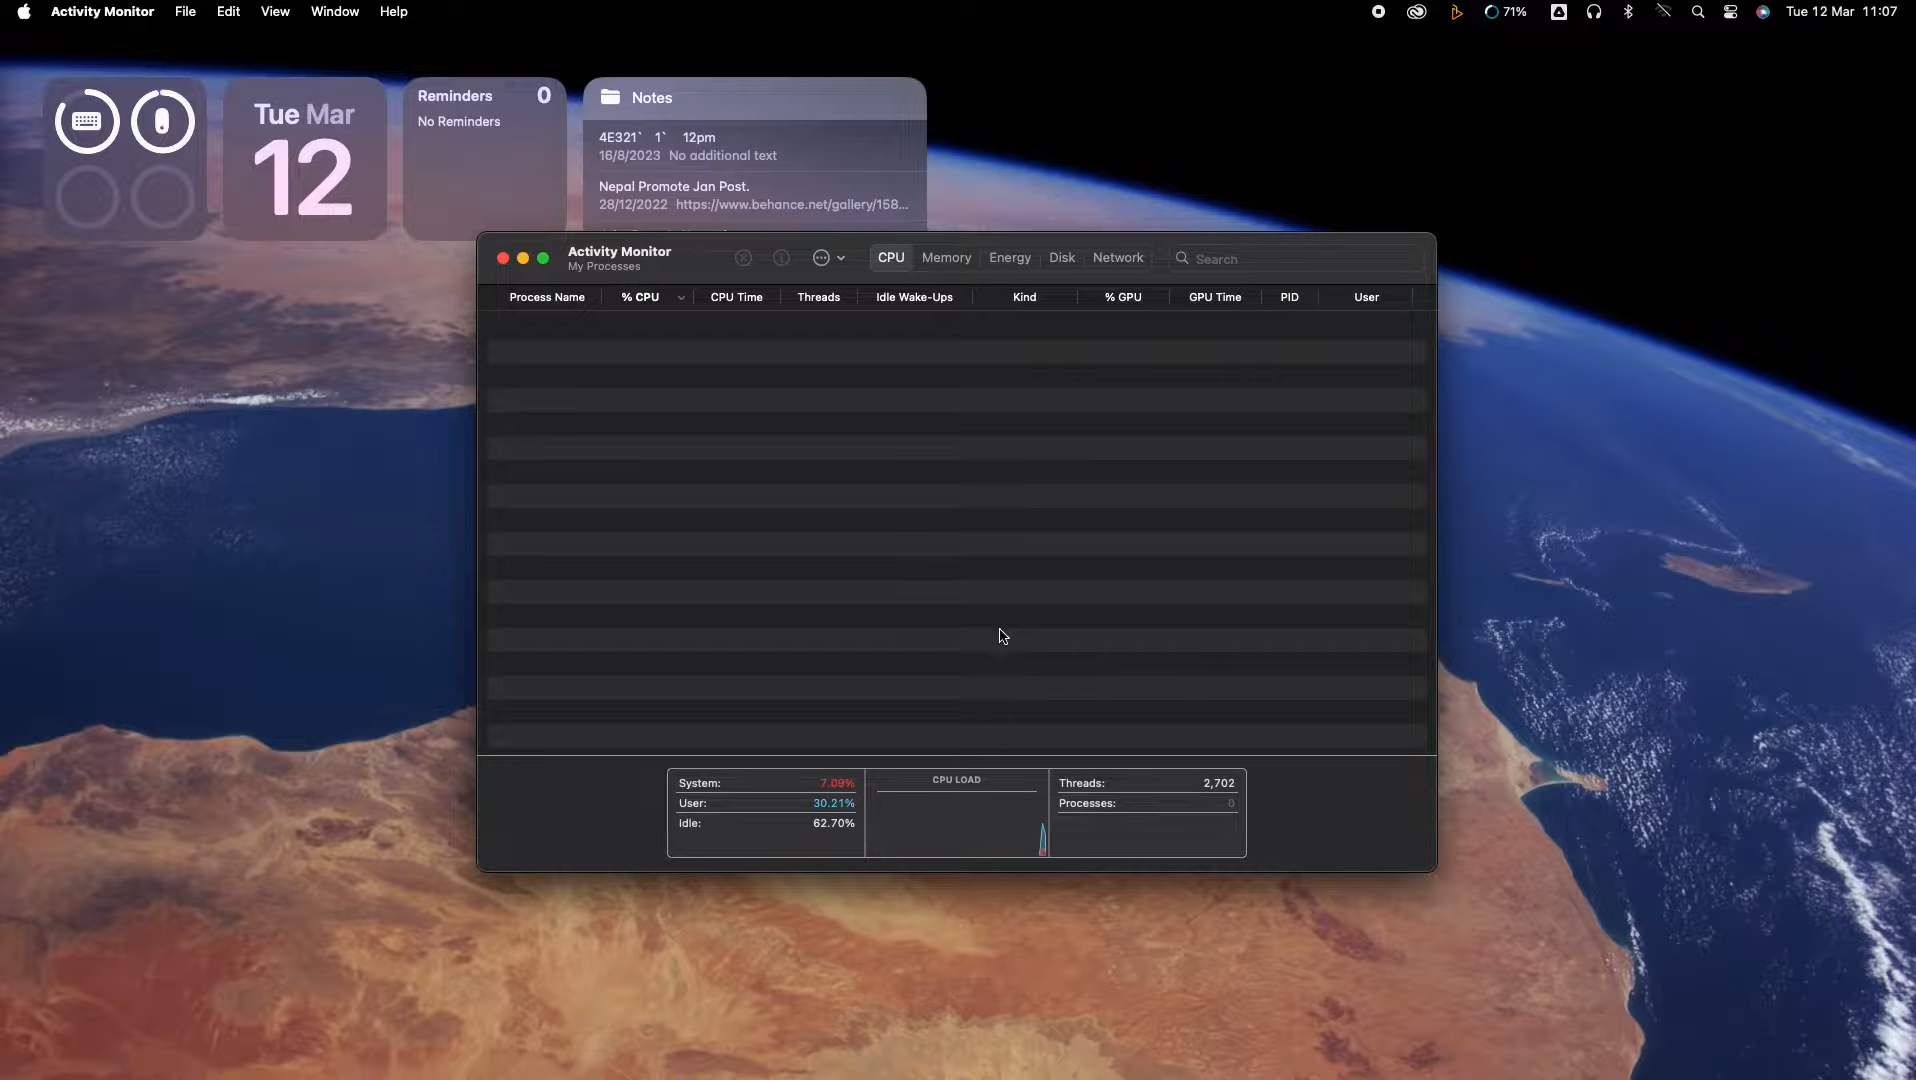 Activity Monitor File Edit View Window Help
71% Tue 12 Mar 11:07
Tue Mar
12
Reminders 0
No Reminders
Notes
4E321` 1` 12pm
16/8/2023 No additional text
Nepal Promote Jan Post.
28/12/2022 https://www.behance.net/gallery/158...
Activity Monitor
My Processes
CPU Memory Energy Disk Network Search
Process Name % CPU CPU Time Threads Idle Wake-Ups Kind % GPU GPU Time PID User
System: 7.09%
User: 30.21%
Idle: 62.70%
CPU LOAD
Threads: 2,702
Processes: 0